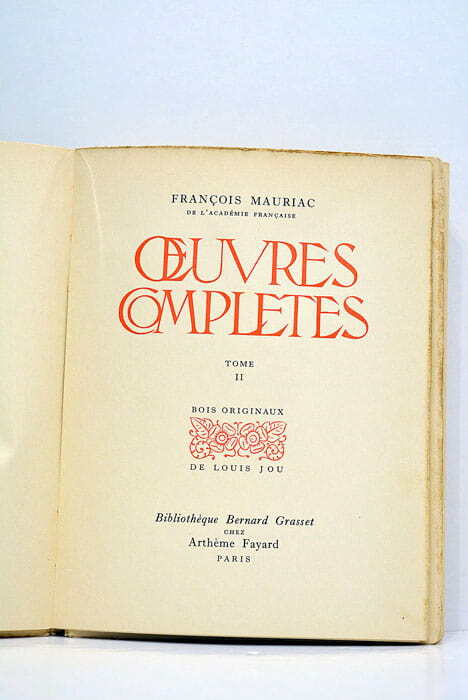 FRANÇOIS MAURIAC
DE L'ACADÉMIE FRANÇAISE
ŒUVRES
COMPLETES
TOME
II
BOIS ORIGINAUX
DE LOUIS JOU
Bibliothèque Bernard Grasset
CHEZ
Arthème Fayard
PARIS